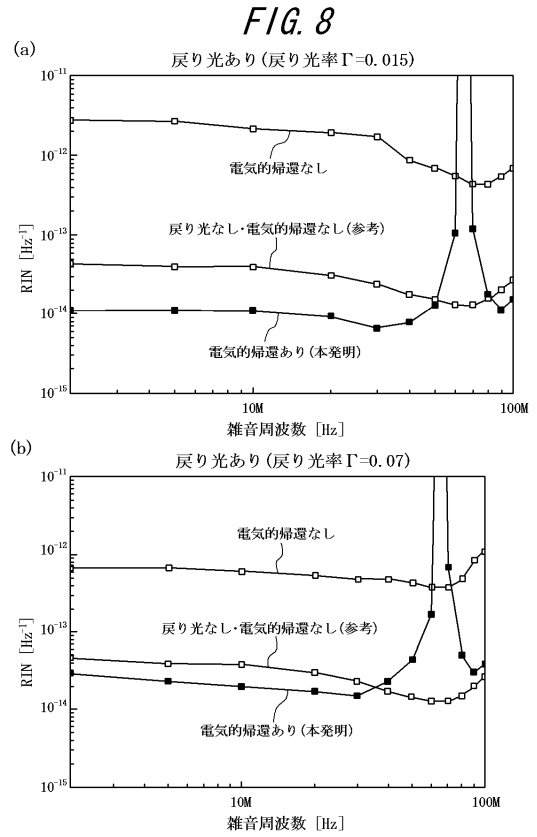 FIG. 8
(a)
戻り光あり(戻り光率Γ=0.015)
10-11
電気的帰還なし
10-12
戻り光なし・電気的帰還なし(参考)
10-13
RIN [Hz-1]
10-14
電気的帰還あり(本発明)
10-15
10M 100M
雑音周波数 [Hz]
(b)
戻り光あり(戻り光率Γ=0.07)
10-11
電気的帰還なし
10-12
戻り光なし・電気的帰還なし(参考)
10-13
RIN [Hz-1]
10-14
電気的帰還あり(本発明)
10-15
10M 100M
雑音周波数 [Hz]